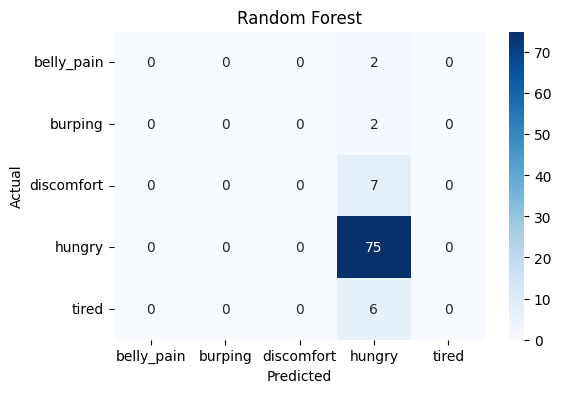 Random Forest
Actual
belly_pain 0 0 0 2 0
burping 0 0 0 2 0
discomfort 0 0 0 7 0
hungry 0 0 0 75 0
tired 0 0 0 6 0
belly_pain burping discomfort hungry tired
Predicted
70
60
50
40
30
20
10
0